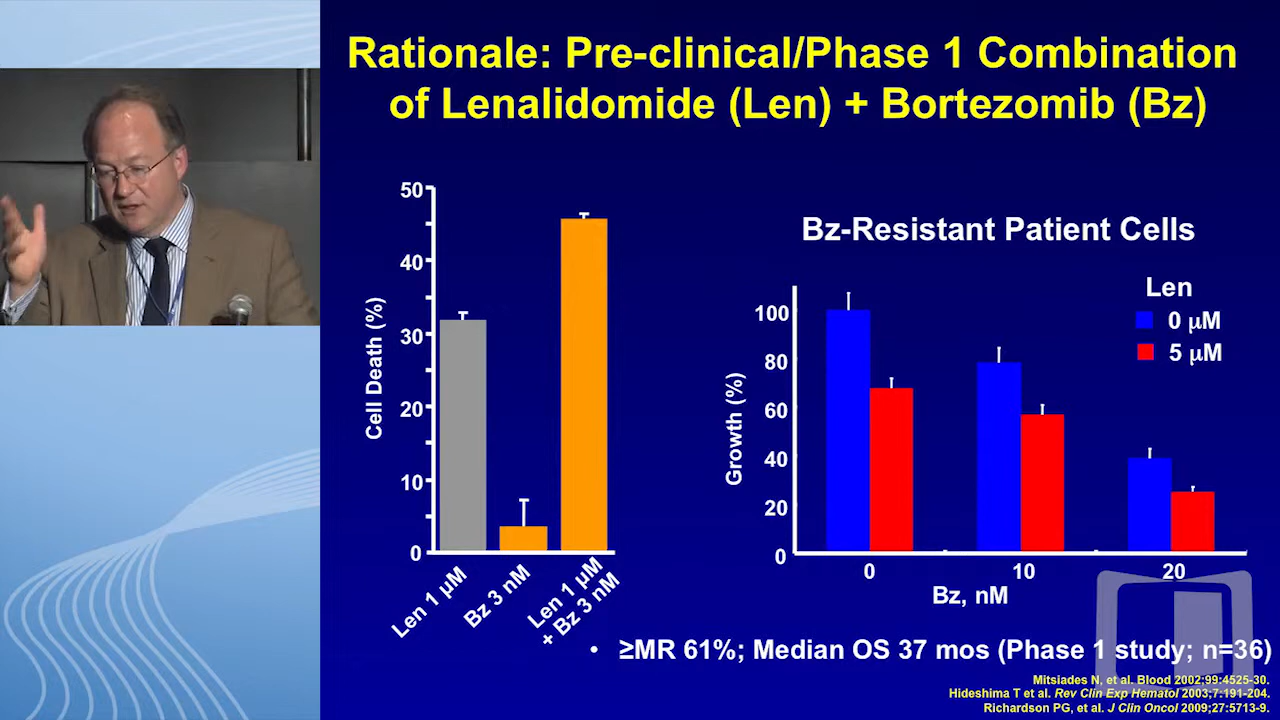 Rationale: Pre-clinical/Phase 1 Combination
of Lenalidomide (Len) + Bortezomib (Bz)
50
40
30
20
10
0
Cell Death (%)
Len 1 µM
Bz 3 nM
Len 1 µM
+ Bz 3 nM
Bz-Resistant Patient Cells
Len
0 µM
5 µM
100
80
60
40
20
0
Growth (%)
0
10
20
Bz, nM
• ≥MR 61%; Median OS 37 mos (Phase 1 study; n=36)
Mitsiades N, et al. Blood 2002;99:4525-30.
Hideshima T et al. Rev Clin Exp Hematol 2003;7:191-204.
Richardson PG, et al. J Clin Oncol 2009;27:5713-9.